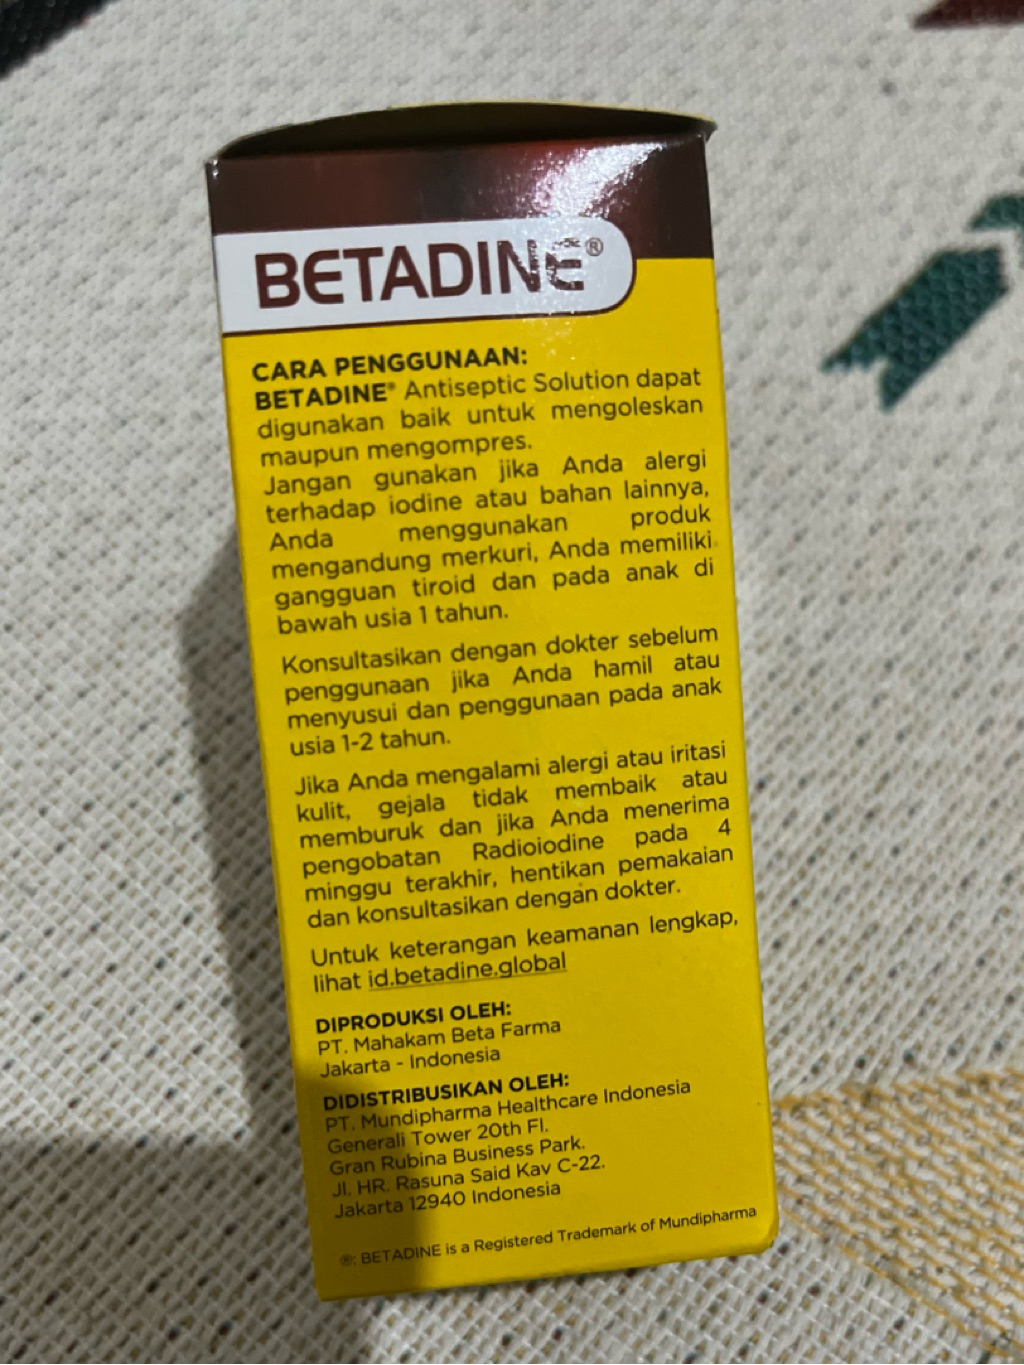 BETADINE®
CARA PENGGUNAAN:
BETADINE® Antiseptic Solution dapat
digunakan baik untuk mengoleskan
maupun mengompres.
Jangan gunakan jika Anda alergi
terhadap iodine atau bahan lainnya,
Anda menggunakan produk
mengandung merkuri, Anda memiliki
gangguan tiroid dan pada anak di
bawah usia 1 tahun.
Konsultasikan dengan dokter sebelum
penggunaan jika Anda hamil atau
menyusui dan penggunaan pada anak
usia 1-2 tahun.
Jika Anda mengalami alergi atau iritasi
kulit, gejala tidak membaik atau
memburuk dan jika Anda menerima
pengobatan Radioiodine pada 4
minggu terakhir, hentikan pemakaian
dan konsultasikan dengan dokter.
Untuk keterangan keamanan lengkap,
lihat id.betadine.global
DIPRODUKSI OLEH:
PT. Mahakam Beta Farma
Jakarta - Indonesia
DIDISTRIBUSIKAN OLEH:
PT. Mundipharma Healthcare Indonesia
Generali Tower 20th Fl.
Gran Rubina Business Park.
Jl. HR. Rasuna Said Kav C-22.
Jakarta 12940 Indonesia
®: BETADINE is a Registered Trademark of Mundipharma